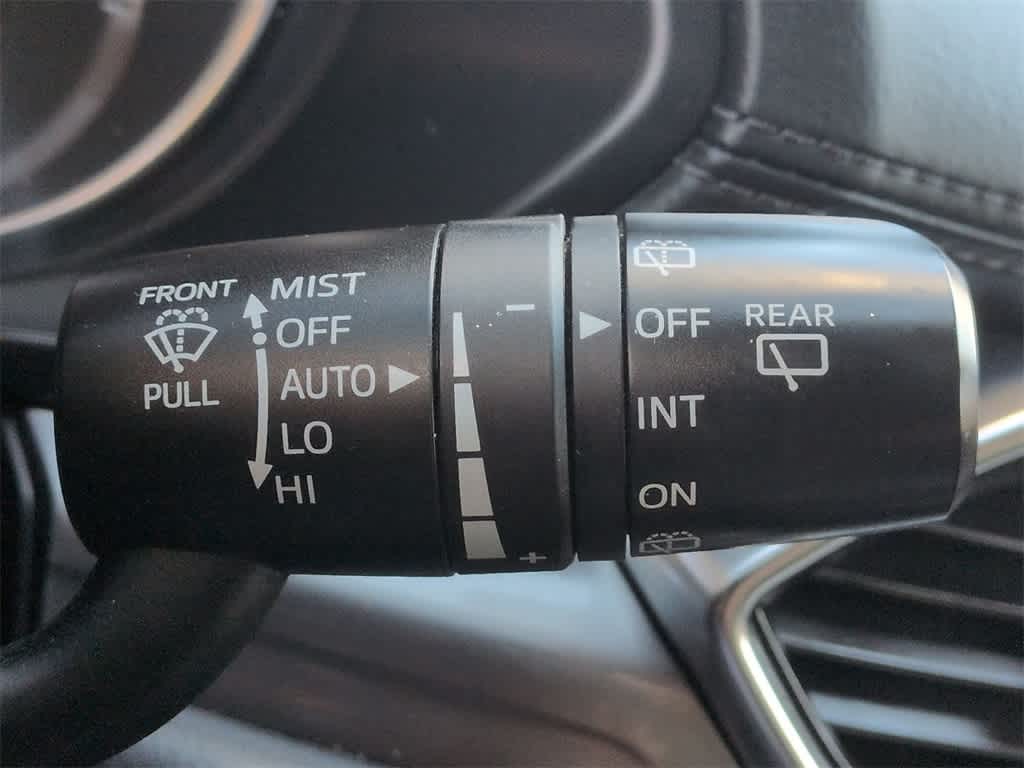 FRONT
PULL
MIST
OFF
AUTO
LO
HI
−
+
OFF
INT
ON
REAR